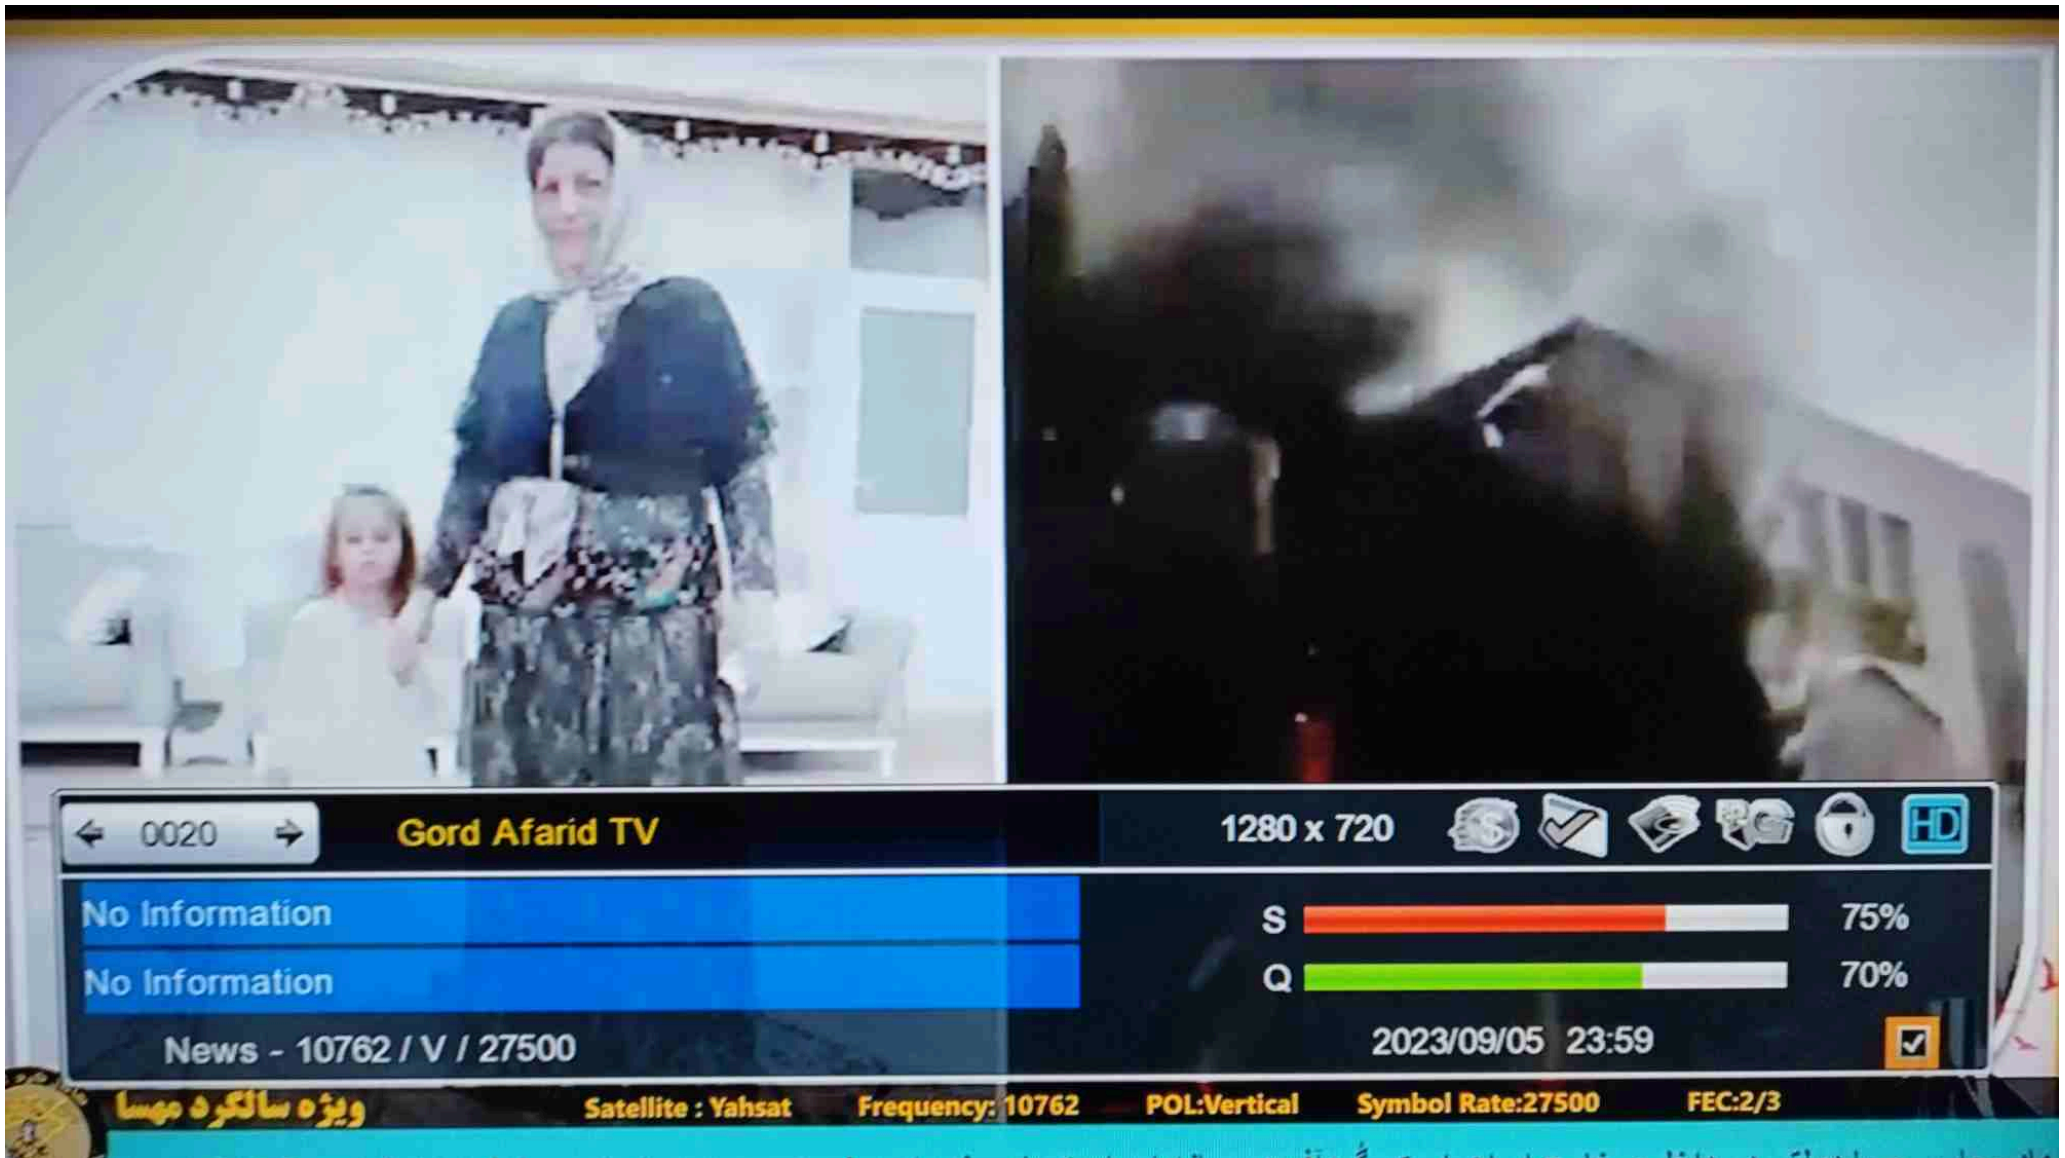 0020 Gord Afarid TV 1280 x 720 HD
No Information S 75%
No Information Q 70%
News - 10762 / V / 27500 2023/09/05 23:59
ویژه سالگرد مهسا Satellite : Yahsat Frequency: 10762 POL:Vertical Symbol Rate:27500 FEC:2/3